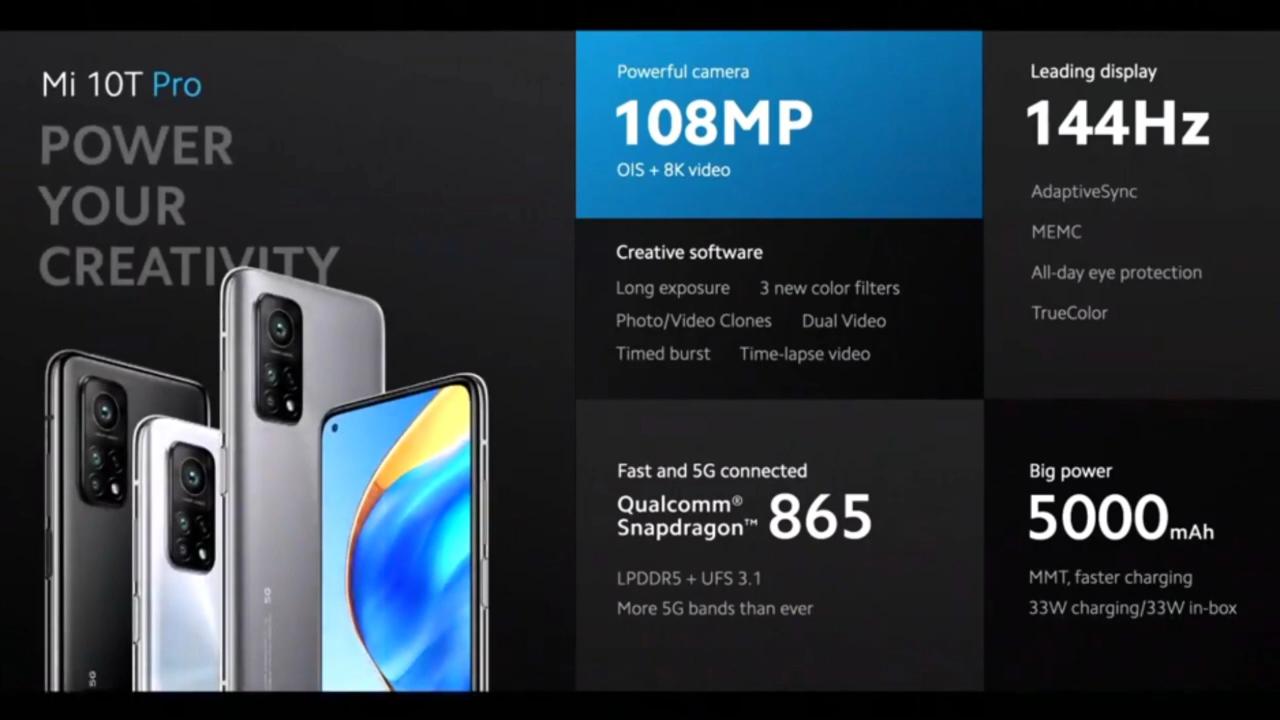 Mi 10T Pro
POWER
YOUR
CREATIVITY
Powerful camera
108MP
OIS + 8K video
Creative software
Long exposure 3 new color filters
Photo/Video Clones Dual Video
Timed burst Time-lapse video
Leading display
144Hz
AdaptiveSync
MEMC
All-day eye protection
TrueColor
Fast and 5G connected
Qualcomm®
Snapdragon™ 865
LPDDR5 + UFS 3.1
More 5G bands than ever
Big power
5000mAh
MMT, faster charging
33W charging/33W in-box
5G
5G